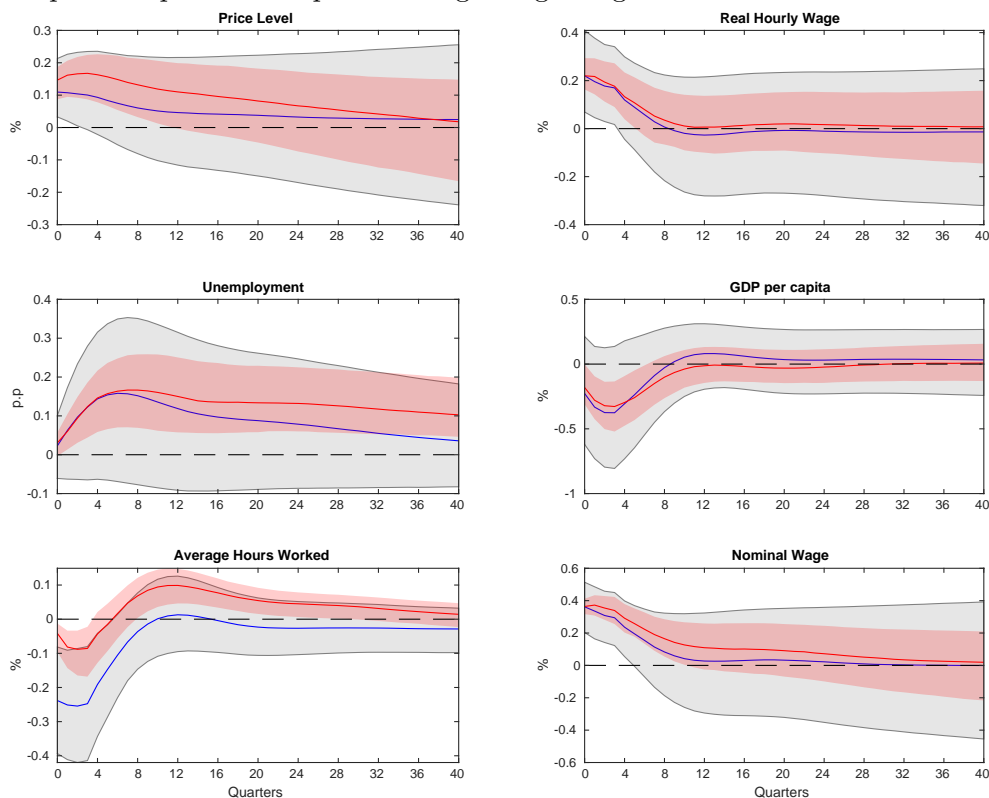 Price Level
Real Hourly Wage
0.3
0.2
0.1
0
-0.1
-0.2
-0.3
%
0 4 8 12 16 20 24 28 32 36 40
0.4
0.2
0
-0.2
-0.4
%
0 4 8 12 16 20 24 28 32 36 40
Unemployment
GDP per capita
0.4
0.3
0.2
0.1
0
-0.1
p.p
0 4 8 12 16 20 24 28 32 36 40
0.5
0
-0.5
-1
%
0 4 8 12 16 20 24 28 32 36 40
Average Hours Worked
Nominal Wage
0.1
0
-0.1
-0.2
-0.3
-0.4
%
0 4 8 12 16 20 24 28 32 36 40
Quarters
0.6
0.4
0.2
0
-0.2
-0.4
-0.6
%
0 4 8 12 16 20 24 28 32 36 40
Quarters